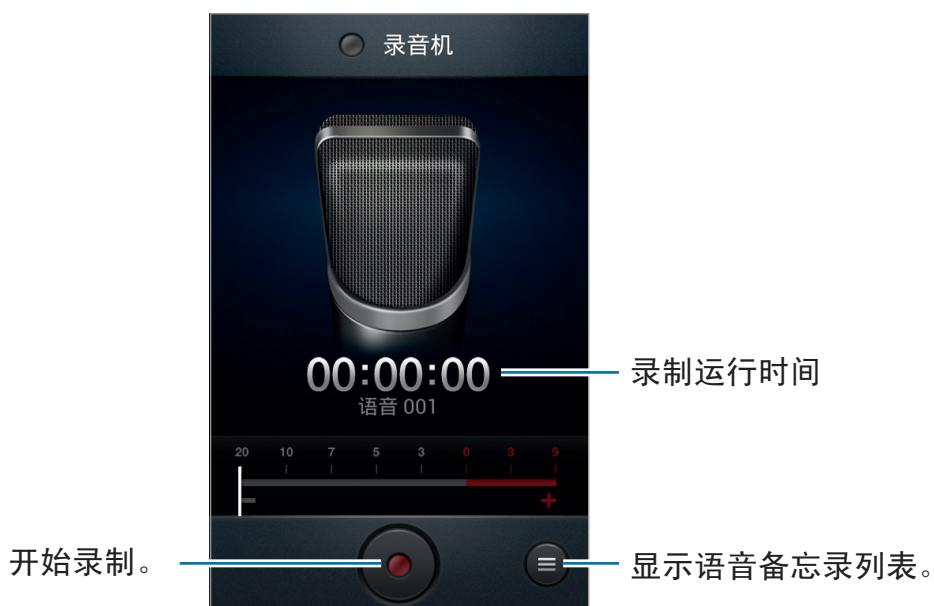 录音机
00:00:00
录制运行时间
语音 001
20 10 7 5 3 0 3 9
− +
开始录制。
显示语音备忘录列表。